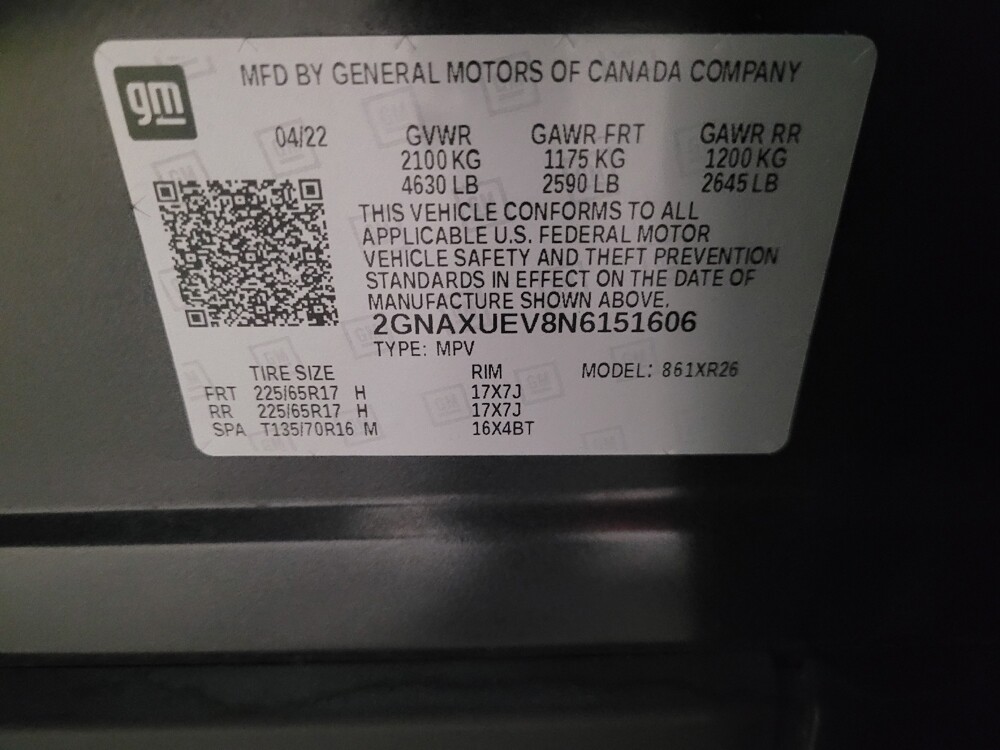 gm
MFD BY GENERAL MOTORS OF CANADA COMPANY
04/22 GVWR GAWR FRT GAWR RR
2100 KG 1175 KG 1200 KG
4630 LB 2590 LB 2645 LB
THIS VEHICLE CONFORMS TO ALL
APPLICABLE U.S. FEDERAL MOTOR
VEHICLE SAFETY AND THEFT PREVENTION
STANDARDS IN EFFECT ON THE DATE OF
MANUFACTURE SHOWN ABOVE.
2GNAXUEV8N6151606
TYPE: MPV
TIRE SIZE RIM MODEL: 861XR26
FRT 225/65R17 H 17X7J
RR 225/65R17 H 17X7J
SPA T135/70R16 M 16X4BT